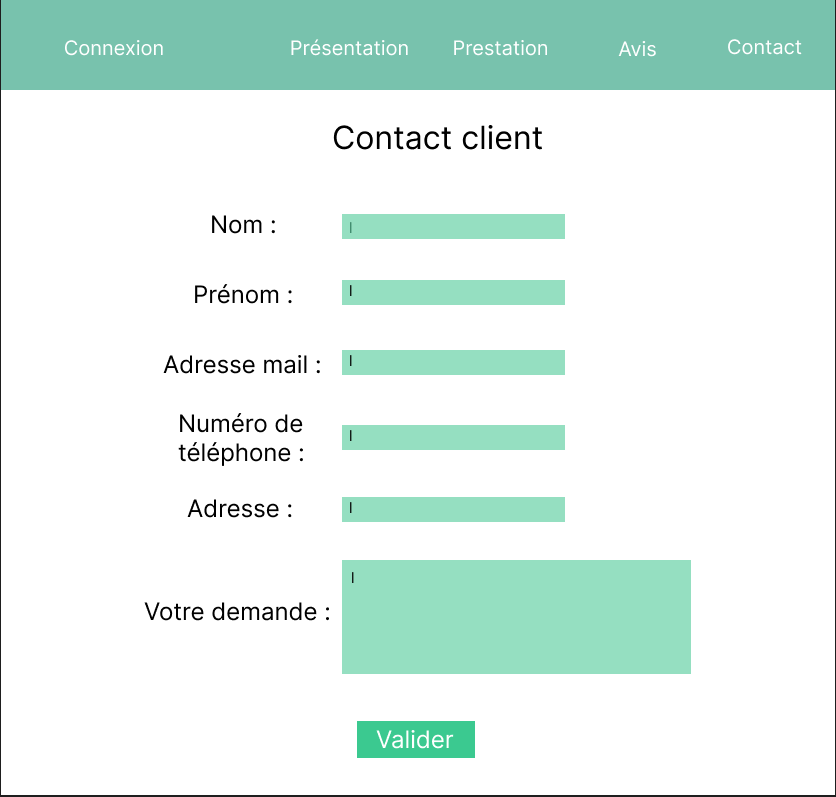 Connexion Présentation Prestation Avis Contact
Contact client
Nom :
Prénom :
Adresse mail :
Numéro de
téléphone :
Adresse :
Votre demande :
Valider